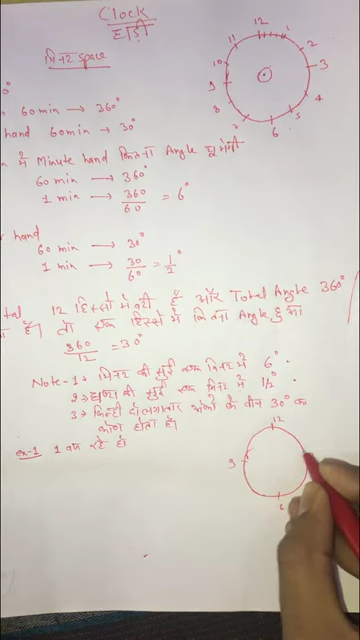 Clock
घड़ी
मिनट space
60 min → 360°
hand 60 min → 30°
में Minute hand कितना Angle घूमेगी
60 min → 360°
1 min → 360/60 = 6°
hand
60 min → 30°
1 min → 30/60 = 1/2°
12 हिस्सों में बटी है और Total Angle 360°
है। तो एक हिस्से में कितना Angle हुआ
360/12 = 30°
Note-1→ मिनट की सुई एक मिनट में 6°
2→ घण्टा की सुई एक मिनट में 1/2°
3→ किन्ही दो लगातार अंकों के बीच 30° का
कोण होता है।
ex-1 1 बज रहे हो
12
1
2
3
4
5
6
7
8
9
10
11
12
9